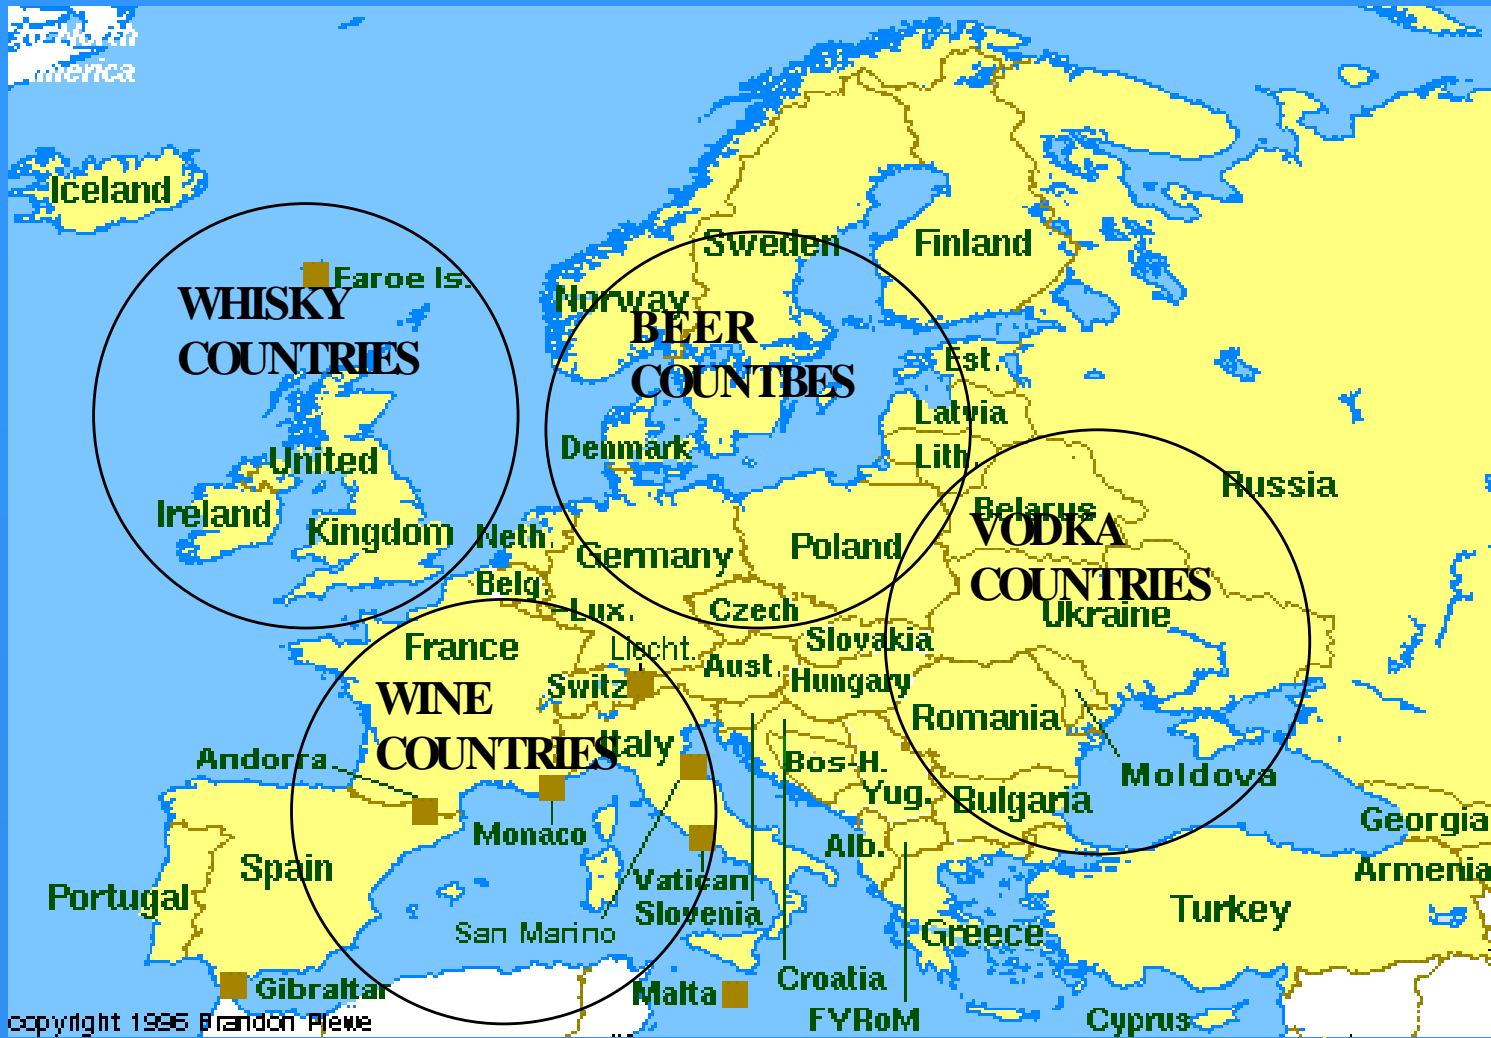 To North
America
Iceland
Faroe Is.
WHISKY
COUNTRIES
Sweden
Finland
Norway
BEER
COUNTBES
Est.
Latvia
Lith.
Denmark
United
Kingdom
Ireland
Russia
Belarus
VODKA
COUNTRIES
Ukraine
Neth.
Germany
Poland
Belg.
Lux.
Czech
Slovakia
France
Liecht.
Aust.
Switz.
Hungary
WINE
COUNTRIES
Italy
Romania
Andorra
Bos-H.
Moldova
Yug.
Bulgaria
Monaco
Georgia
Alb.
Armenia
Spain
Portugal
Vatican
Slovenia
San Marino
Turkey
Greece
Croatia
Gibraltar
Malta
FYRoM
Cyprus
copyright 1996 Brandon Plewe